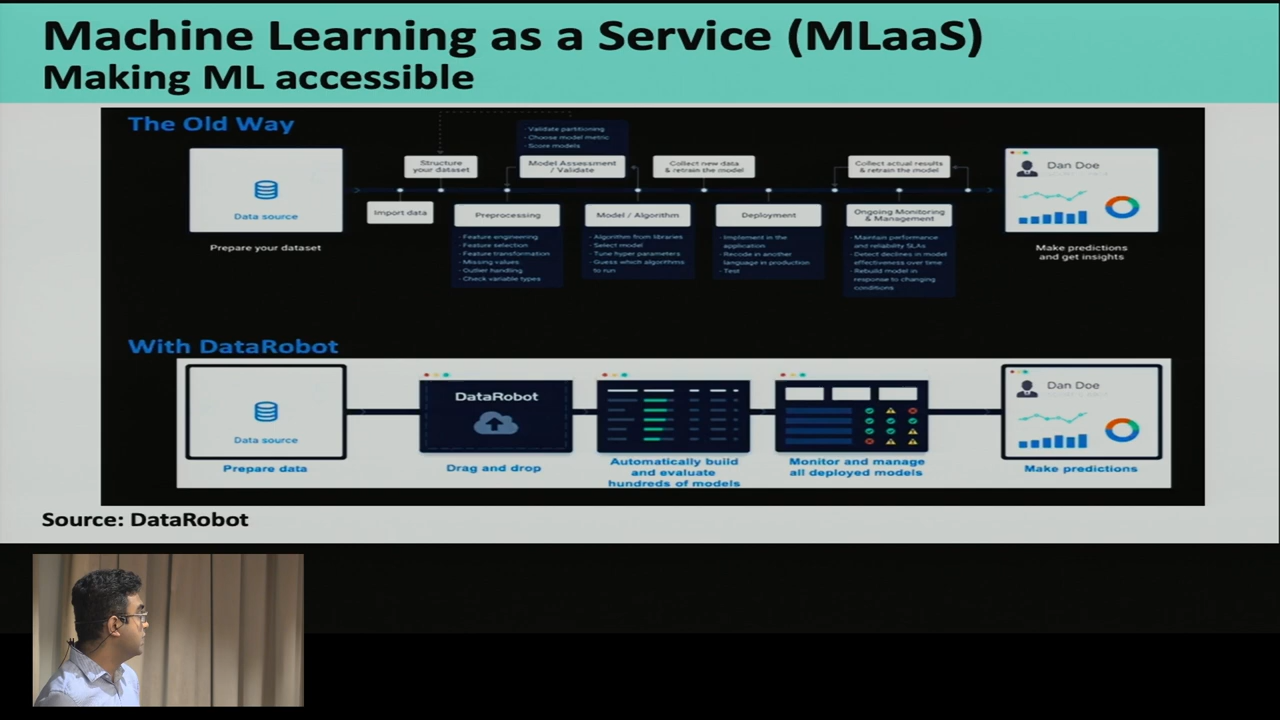 Machine Learning as a Service (MLaaS)
Making ML accessible
The Old Way
Data source
Prepare your dataset
Import data
Structure
your dataset
Preprocessing
- Feature engineering
- Feature selection
- Feature transformation
- Missing values
- Outlier handling
- Check variable types
- Validate partitioning
- Choose model metric
- Score models
Model Assessment
/ Validate
Model / Algorithm
- Algorithm from libraries
- Select model
- Tune hyper parameters
- Guess which algorithms
to run
Collect new data
& retrain the model
Deployment
- Implement in the
application
- Recode in another
language in production
- Test
Collect actual results
& retrain the model
Ongoing Monitoring
& Management
- Maintain performance
and reliability SLAs
- Detect declines in model
effectiveness over time
- Rebuild model in
response to changing
conditions
Dan Doe
Make predictions
and get insights
With DataRobot
Data source
Prepare data
DataRobot
Drag and drop
Automatically build
and evaluate
hundreds of models
Monitor and manage
all deployed models
Dan Doe
Make predictions
Source: DataRobot